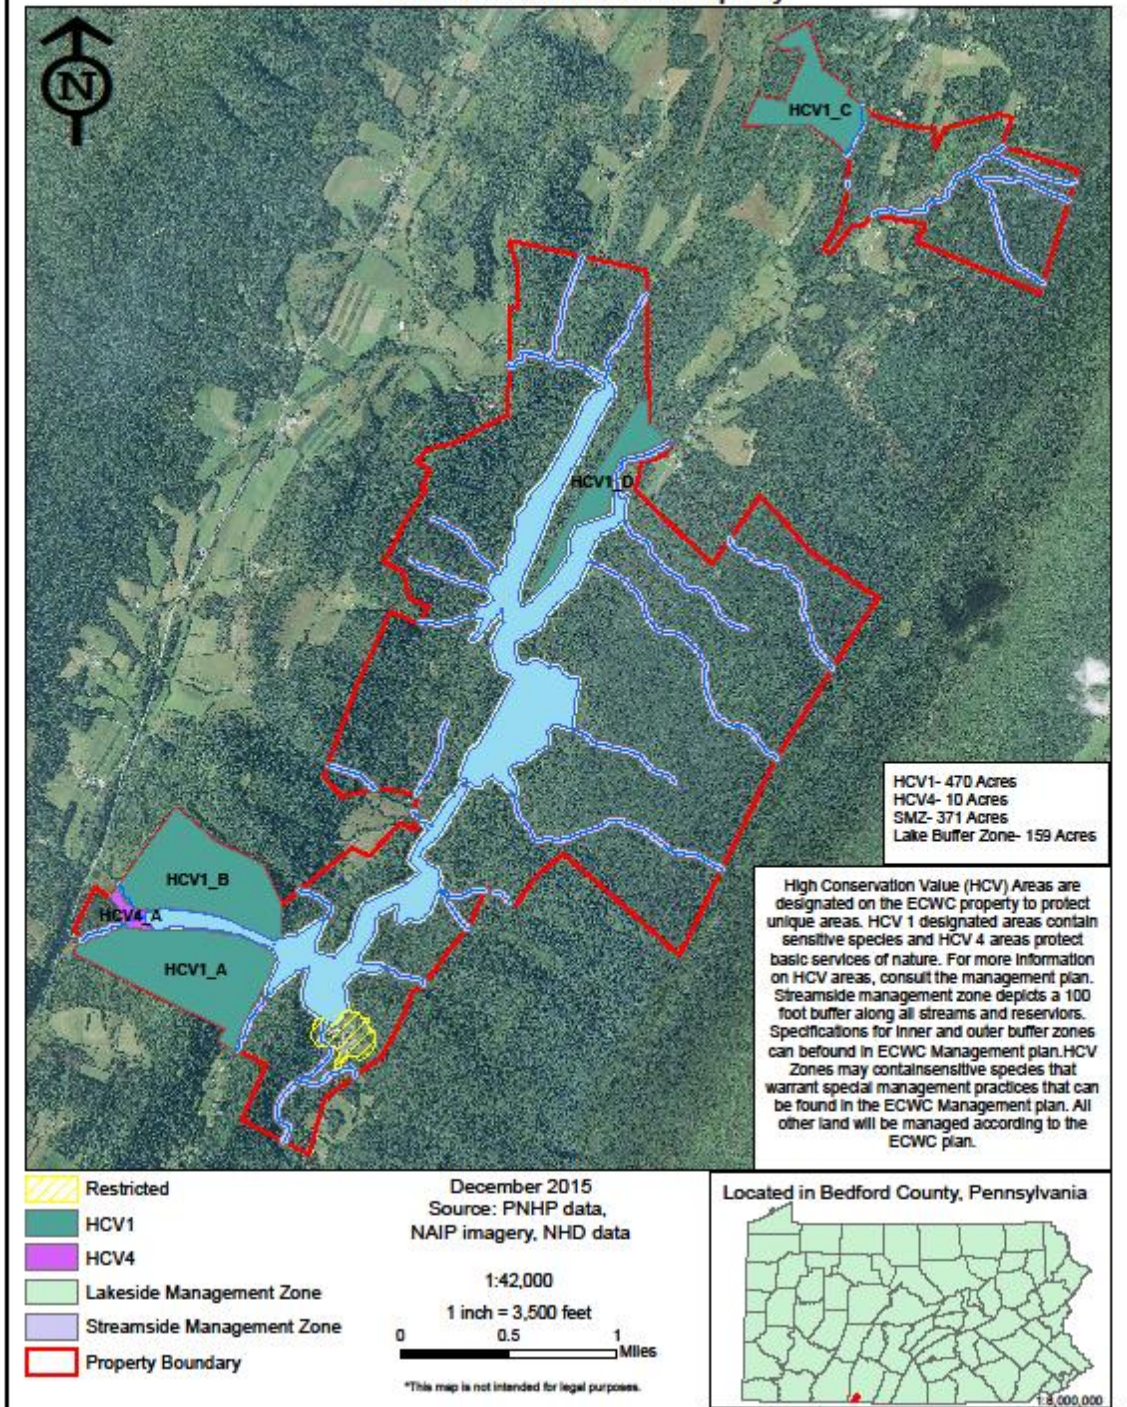 N
HCV1_C
HCV1_D
HCV1_B
HCV4_A
HCV1_A
HCV1- 470 Acres
HCV4- 10 Acres
SMZ- 371 Acres
Lake Buffer Zone- 159 Acres
High Conservation Value (HCV) Areas are
designated on the ECWC property to protect
unique areas. HCV 1 designated areas contain
sensitive species and HCV 4 areas protect
basic services of nature. For more information
on HCV areas, consult the management plan.
Streamside management zone depicts a 100
foot buffer along all streams and reserviors.
Specifications for inner and outer buffer zones
can befound in ECWC Management plan.HCV
Zones may containsensitive species that
warrant special management practices that can
be found in the ECWC Management plan. All
other land will be managed according to the
ECWC plan.
Restricted
HCV1
HCV4
Lakeside Management Zone
Streamside Management Zone
Property Boundary
December 2015
Source: PNHP data,
NAIP imagery, NHD data
1:42,000
1 inch = 3,500 feet
0 0.5 1
Miles
*This map is not intended for legal purposes.
Located in Bedford County, Pennsylvania
1:8,000,000